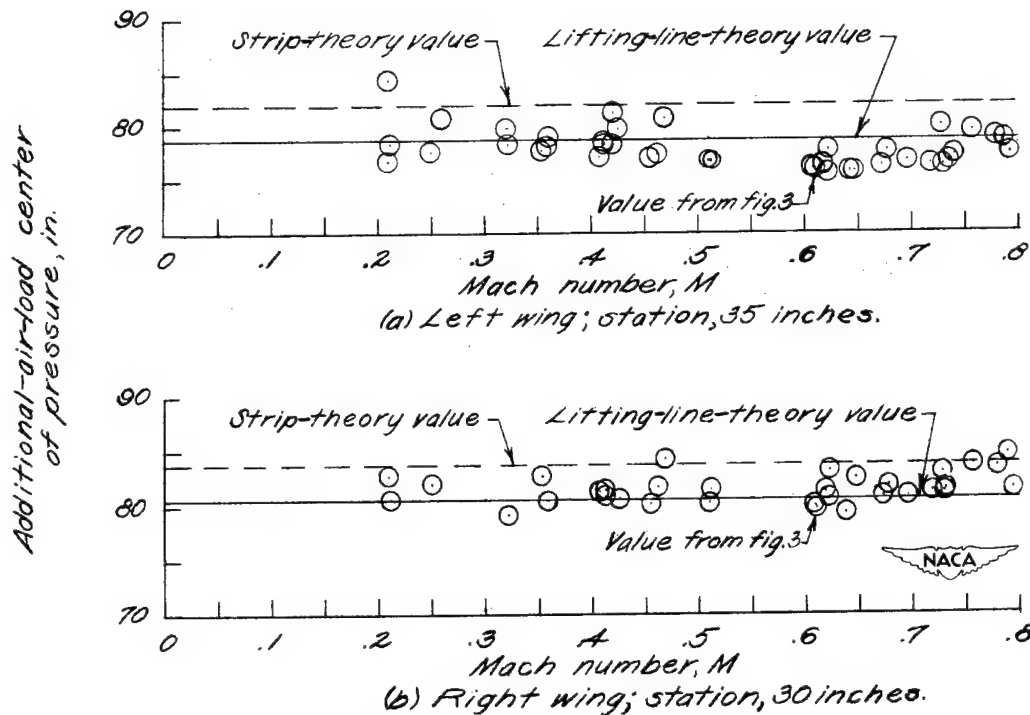 Additional-air-load center
of pressure, in.
90
80
70
Strip-theory value
Lifting-line-theory value
Value from fig.3
0 .1 .2 .3 .4 .5 .6 .7 .8
Mach number, M
(a) Left wing; station, 35 inches.
90
80
70
Strip-theory value
Lifting-line-theory value
Value from fig.3
NACA
0 .1 .2 .3 .4 .5 .6 .7 .8
Mach number, M
(b) Right wing; station, 30 inches.